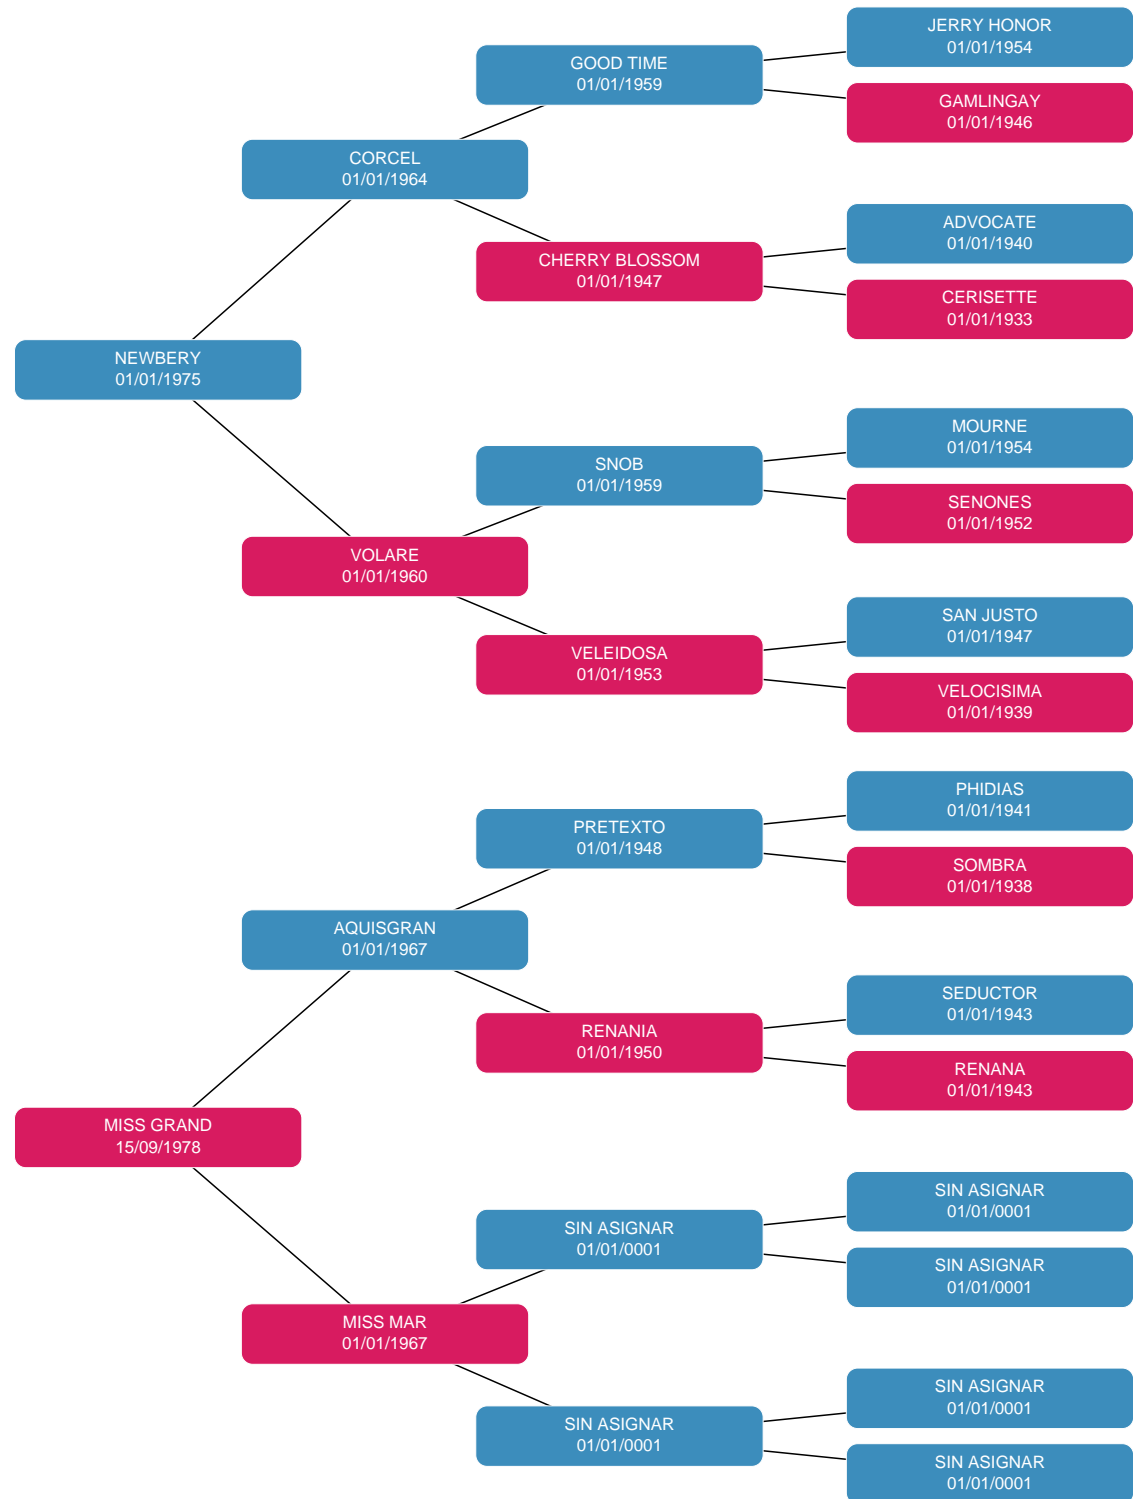 JERRY HONOR
01/01/1954
GOOD TIME
01/01/1959
GAMLINGAY
01/01/1946
CORCEL
01/01/1964
ADVOCATE
01/01/1940
CHERRY BLOSSOM
01/01/1947
CERISETTE
01/01/1933
NEWBERY
01/01/1975
MOURNE
01/01/1954
SNOB
01/01/1959
SENONES
01/01/1952
VOLARE
01/01/1960
SAN JUSTO
01/01/1947
VELEIDOSA
01/01/1953
VELOCISIMA
01/01/1939
PHIDIAS
01/01/1941
PRETEXTO
01/01/1948
SOMBRA
01/01/1938
AQUISGRAN
01/01/1967
SEDUCTOR
01/01/1943
RENANIA
01/01/1950
RENANA
01/01/1943
MISS GRAND
15/09/1978
SIN ASIGNAR
01/01/0001
SIN ASIGNAR
01/01/0001
SIN ASIGNAR
01/01/0001
MISS MAR
01/01/1967
SIN ASIGNAR
01/01/0001
SIN ASIGNAR
01/01/0001
SIN ASIGNAR
01/01/0001